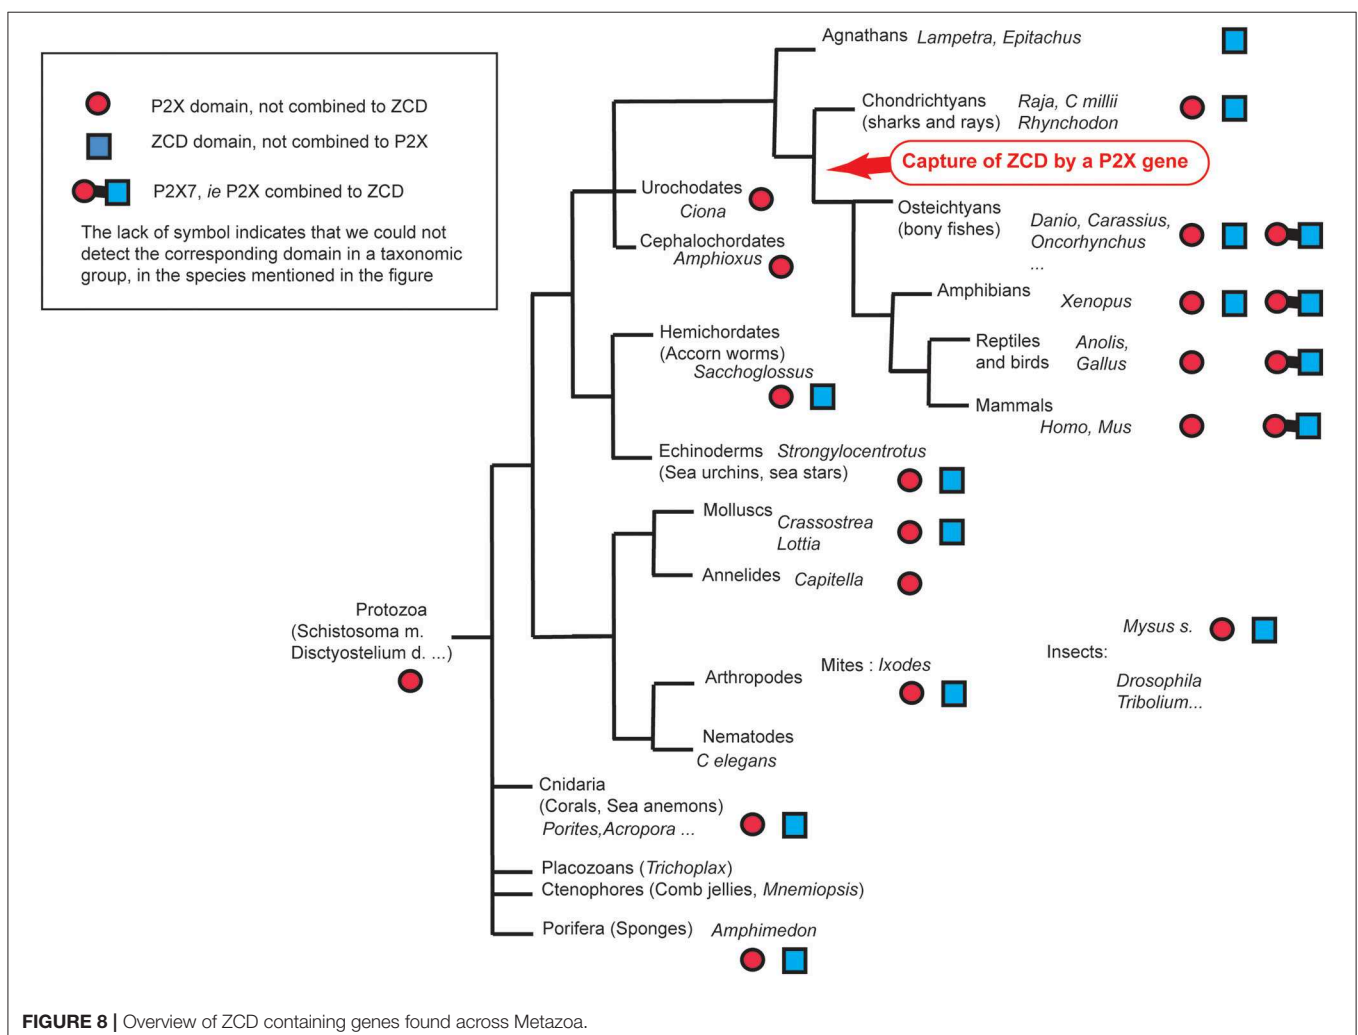 P2X domain, not combined to ZCD
ZCD domain, not combined to P2X
P2X7, ie P2X combined to ZCD
The lack of symbol indicates that we could not
detect the corresponding domain in a taxonomic
group, in the species mentioned in the figure
Agnathans Lampetra, Epitachus
Chondrichtyans Raja, C millii
(sharks and rays) Rhynchodon
Capture of ZCD by a P2X gene
Urochodates
Ciona
Osteichtyans Danio, Carassius,
(bony fishes) Oncorhynchus
...
Cephalochordates
Amphioxus
Amphibians Xenopus
Hemichordates
(Accorn worms)
Sacchoglossus
Reptiles Anolis,
and birds Gallus
Mammals
Homo, Mus
Echinoderms Strongylocentrotus
(Sea urchins, sea stars)
Molluscs
Crassostrea
Lottia
Annelides Capitella
Protozoa
(Schistosoma m.
Disctyostelium d. ...)
Mysus s.
Insects:
Drosophila
Tribolium...
Arthropodes Mites : Ixodes
Nematodes
C elegans
Cnidaria
(Corals, Sea anemons)
Porites,Acropora ...
Placozoans (Trichoplax)
Ctenophores (Comb jellies, Mnemiopsis)
Porifera (Sponges) Amphimedon
FIGURE 8 | Overview of ZCD containing genes found across Metazoa.